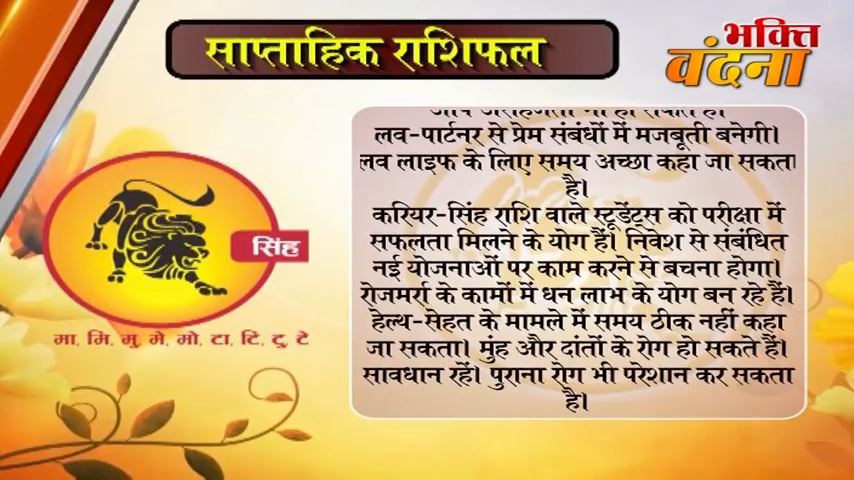 साप्ताहिक राशिफल
भक्ति
वंदना
लव-पार्टनर से प्रेम संबंधों में मजबूती बनेगी।
लव लाइफ के लिए समय अच्छा कहा जा सकता
है।
करियर-सिंह राशि वाले स्टूडेंट्स को परीक्षा में
सफलता मिलने के योग हैं। निवेश से संबंधित
नई योजनाओं पर काम करने से बचना होगा।
रोजमर्रा के कामों में धन लाभ के योग बन रहे हैं।
हेल्थ-सेहत के मामले में समय ठीक नहीं कहा
जा सकता। मुंह और दांतों के रोग हो सकते हैं।
सावधान रहें। पुराना रोग भी परेशान कर सकता
है।
सिंह
मा, मि, मु, मे, मो, टा, टि, टु, टे